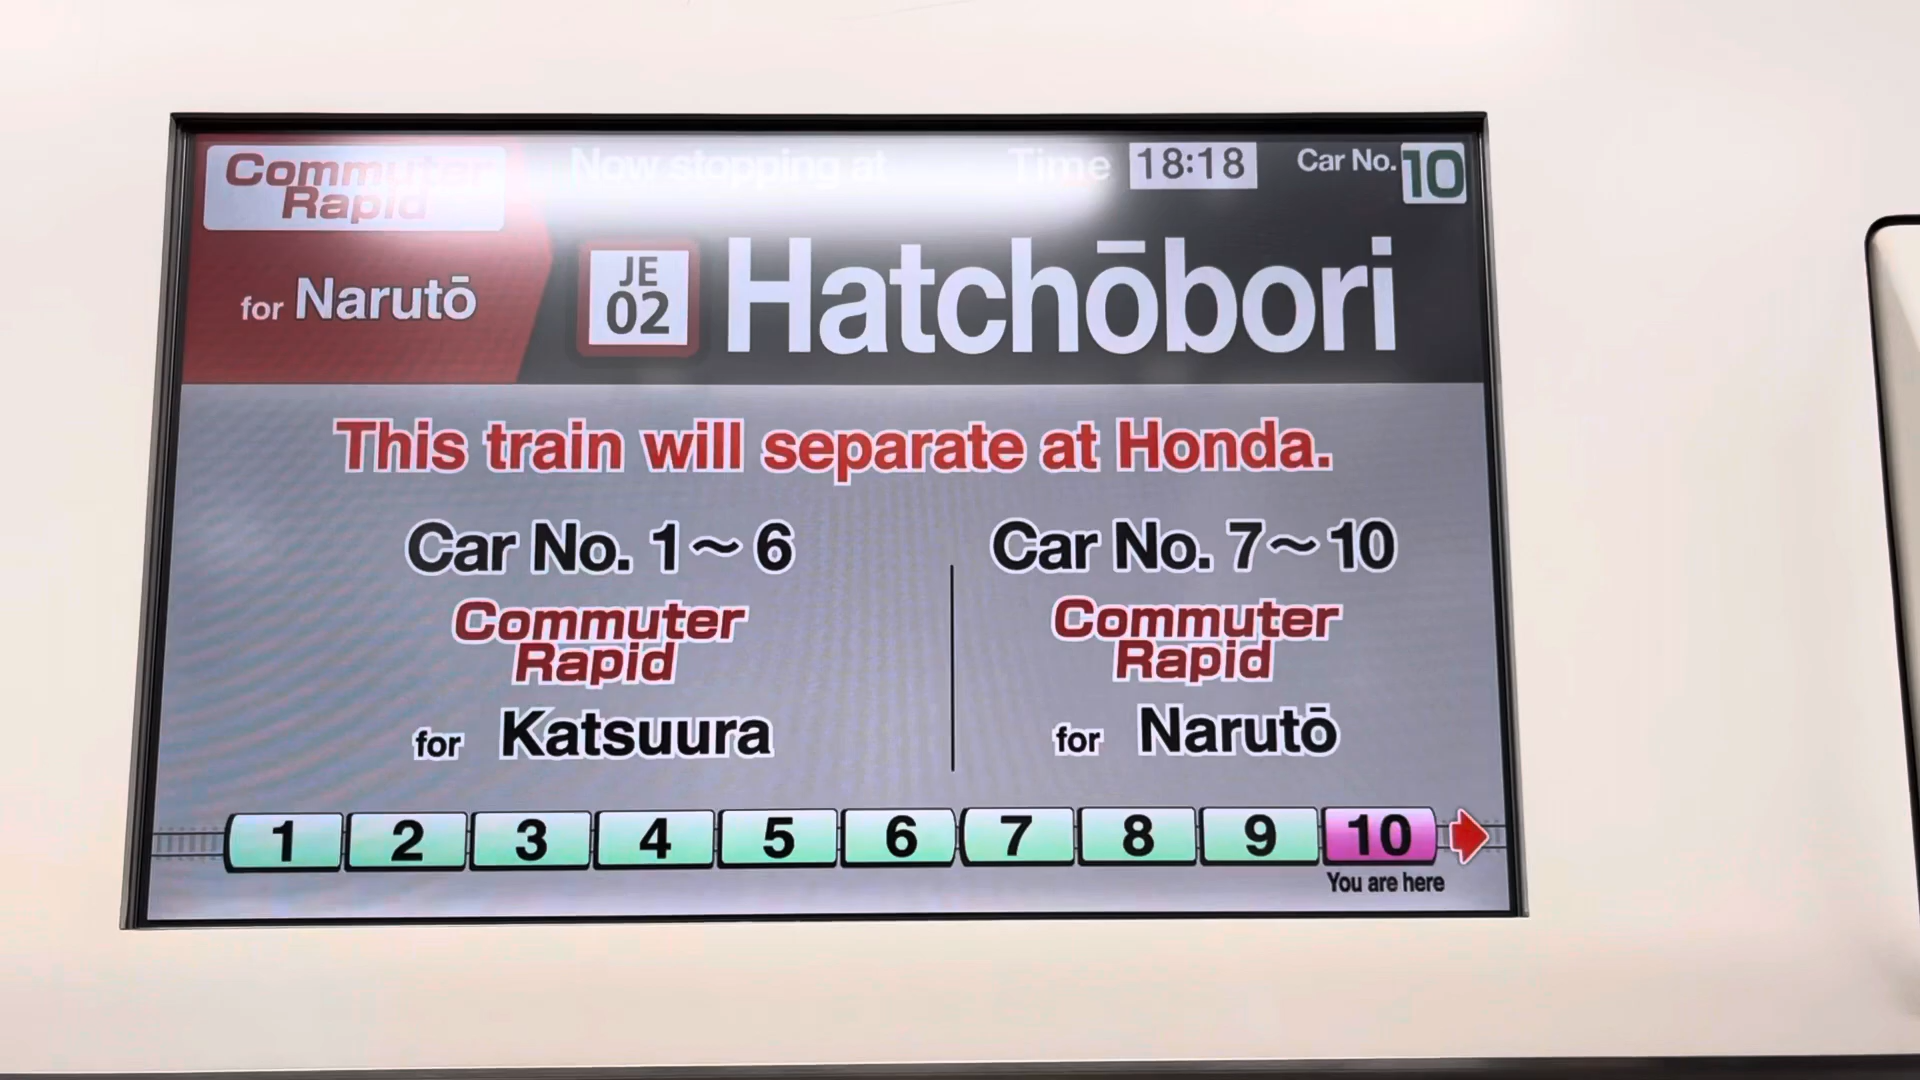 Commuter
Rapid
for Narutō
Now stopping at
Time 18:18
Car No. 10
JE
02
Hatchōbori
This train will separate at Honda.
Car No. 1～6
Commuter
Rapid
for Katsuura
Car No. 7～10
Commuter
Rapid
for Narutō
1 2 3 4 5 6 7 8 9 10
You are here